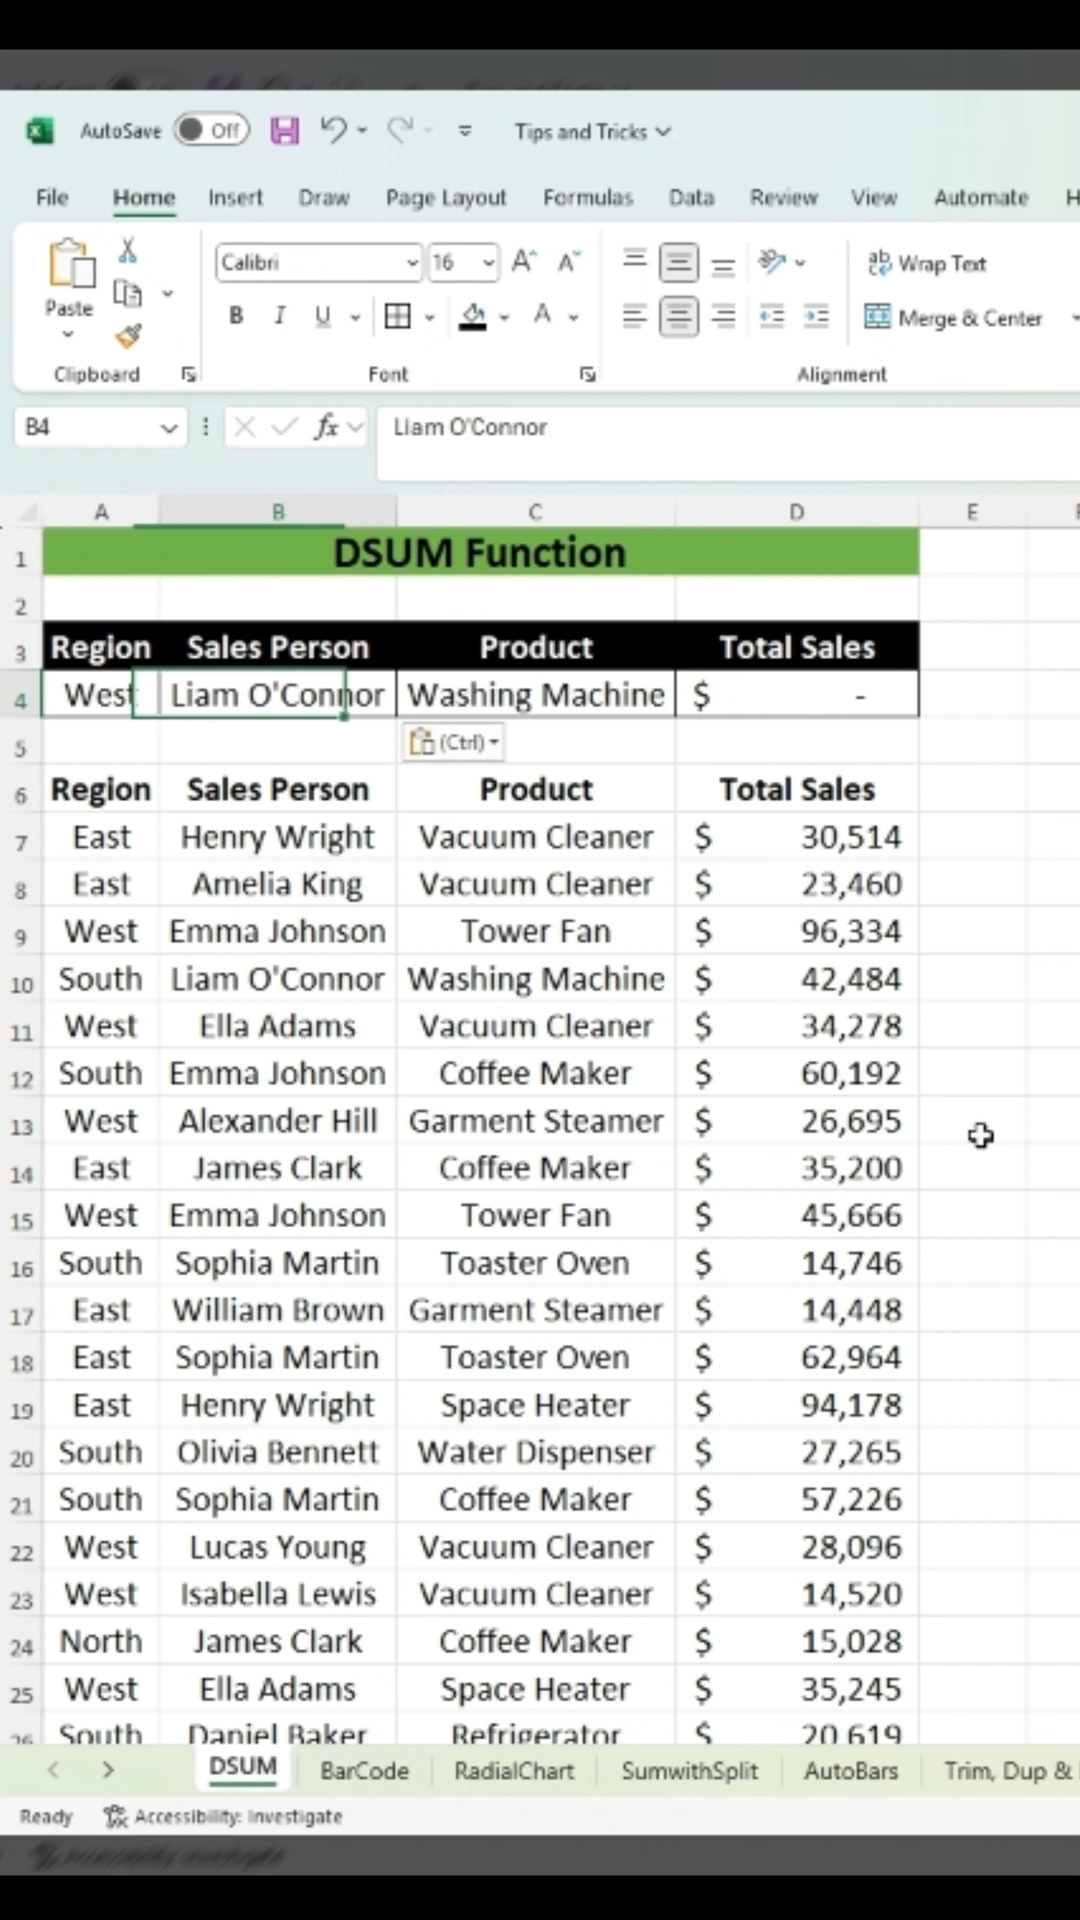 AutoSave Off Tips and Tricks
File Home Insert Draw Page Layout Formulas Data Review View Automate H
Paste Calibri 16 Wrap Text
B I U A Merge & Center
Clipboard Font Alignment
B4 fx Liam O'Connor
A B C D E
1 DSUM Function
2
3 Region Sales Person Product Total Sales
4 West Liam O'Connor Washing Machine $ -
5 (Ctrl)
6 Region Sales Person Product Total Sales
7 East Henry Wright Vacuum Cleaner $ 30,514
8 East Amelia King Vacuum Cleaner $ 23,460
9 West Emma Johnson Tower Fan $ 96,334
10 South Liam O'Connor Washing Machine $ 42,484
11 West Ella Adams Vacuum Cleaner $ 34,278
12 South Emma Johnson Coffee Maker $ 60,192
13 West Alexander Hill Garment Steamer $ 26,695
14 East James Clark Coffee Maker $ 35,200
15 West Emma Johnson Tower Fan $ 45,666
16 South Sophia Martin Toaster Oven $ 14,746
17 East William Brown Garment Steamer $ 14,448
18 East Sophia Martin Toaster Oven $ 62,964
19 East Henry Wright Space Heater $ 94,178
20 South Olivia Bennett Water Dispenser $ 27,265
21 South Sophia Martin Coffee Maker $ 57,226
22 West Lucas Young Vacuum Cleaner $ 28,096
23 West Isabella Lewis Vacuum Cleaner $ 14,520
24 North James Clark Coffee Maker $ 15,028
25 West Ella Adams Space Heater $ 35,245
26 South Daniel Baker Refrigerator $ 20,619
DSUM BarCode RadialChart SumwithSplit AutoBars Trim, Dup &
Ready Accessibility: Investigate